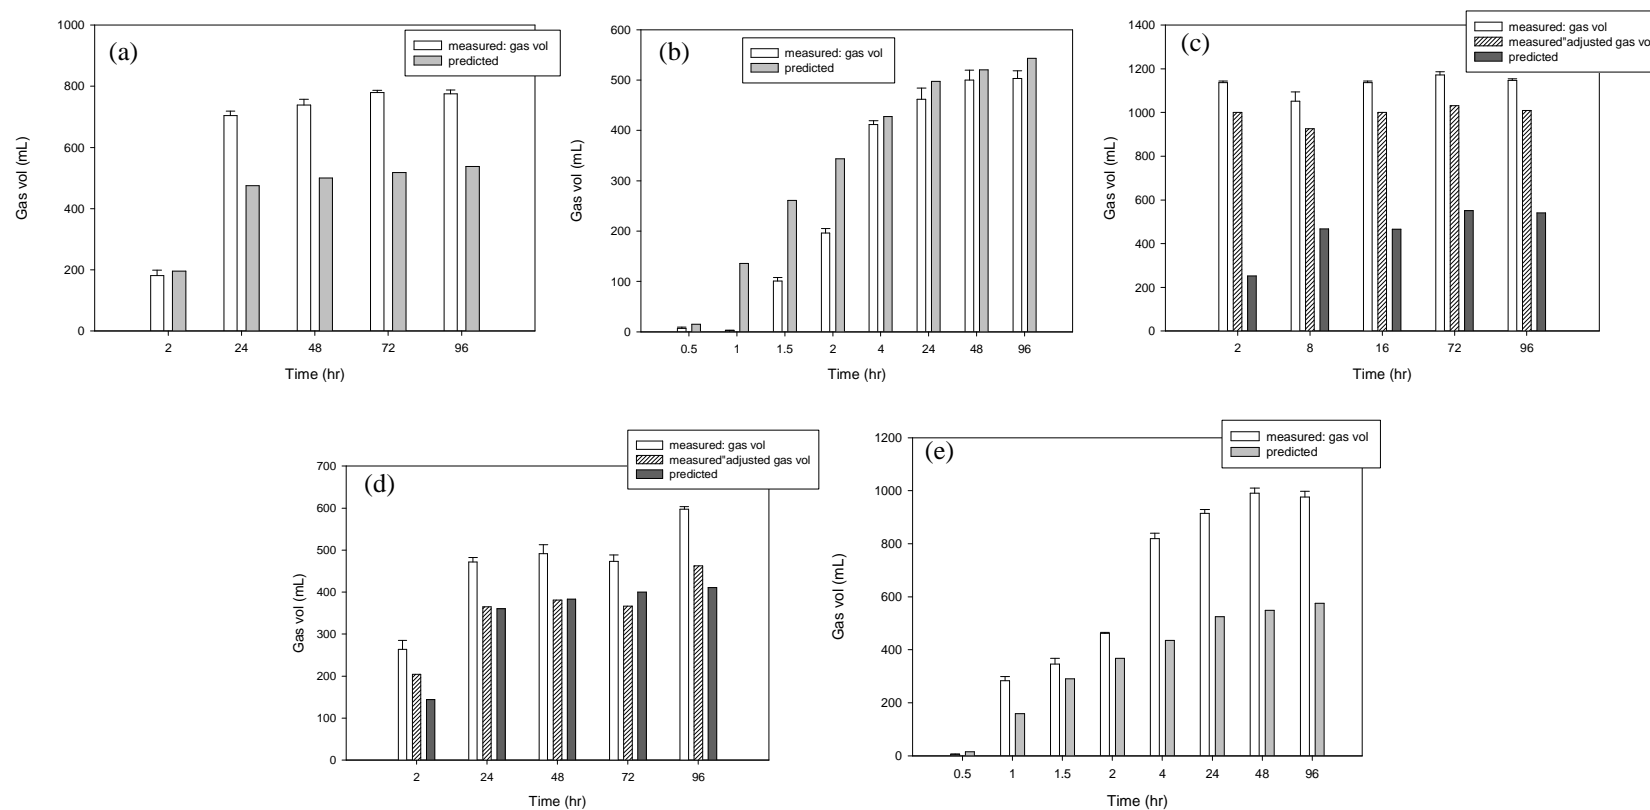 (a)
measured: gas vol
predicted
Gas vol (mL)
1000
800
600
400
200
0
2 24 48 72 96
Time (hr)
(b)
measured: gas vol
predicted
Gas vol (mL)
600
500
400
300
200
100
0
0.5 1 1.5 2 4 24 48 96
Time (hr)
(c)
measured: gas vol
measured"adjusted gas vo
predicted
Gas vol (mL)
1400
1200
1000
800
600
400
200
0
2 8 16 72 96
Time (hr)
(d)
measured: gas vol
measured"adjusted gas vol
predicted
Gas vol (mL)
700
600
500
400
300
200
100
0
2 24 48 72 96
Time (hr)
(e)
measured: gas vol
predicted
Gas vol (mL)
1200
1000
800
600
400
200
0
0.5 1 1.5 2 4 24 48 96
Time (hr)